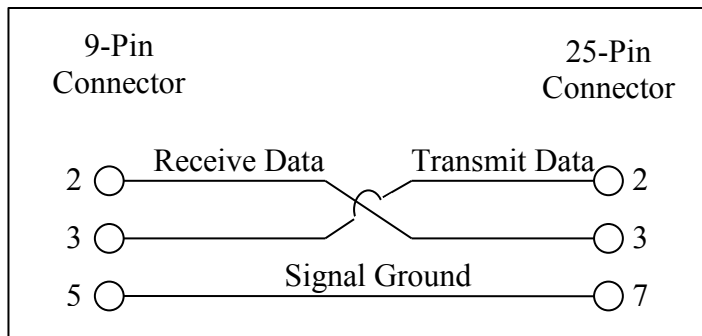 9-Pin
Connector
25-Pin
Connector
Receive Data Transmit Data
2 2
3 3
Signal Ground
5 7